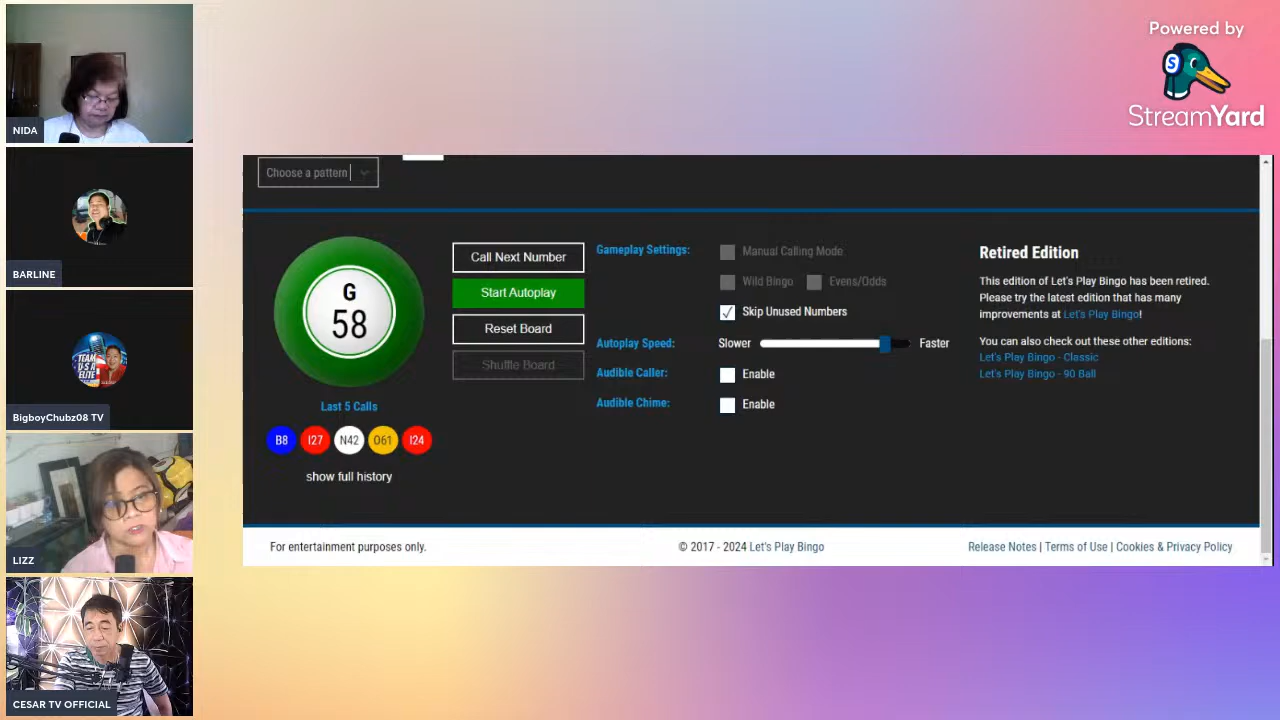 Powered by
StreamYard
NIDA
BARLINE
BigboyChubz08 TV
LIZZ
CESAR TV OFFICIAL
Choose a pattern
G
58
Last 5 Calls
B8 I27 N42 O61 I24
show full history
Call Next Number
Start Autoplay
Reset Board
Shuffle Board
Gameplay Settings:
Manual Calling Mode
Wild Bingo Evens/Odds
Skip Unused Numbers
Autoplay Speed: Slower Faster
Audible Caller: Enable
Audible Chime: Enable
Retired Edition
This edition of Let's Play Bingo has been retired.
Please try the latest edition that has many
improvements at Let's Play Bingo!
You can also check out these other editions:
Let's Play Bingo - Classic
Let's Play Bingo - 90 Ball
For entertainment purposes only.
© 2017 - 2024 Let's Play Bingo
Release Notes | Terms of Use | Cookies & Privacy Policy